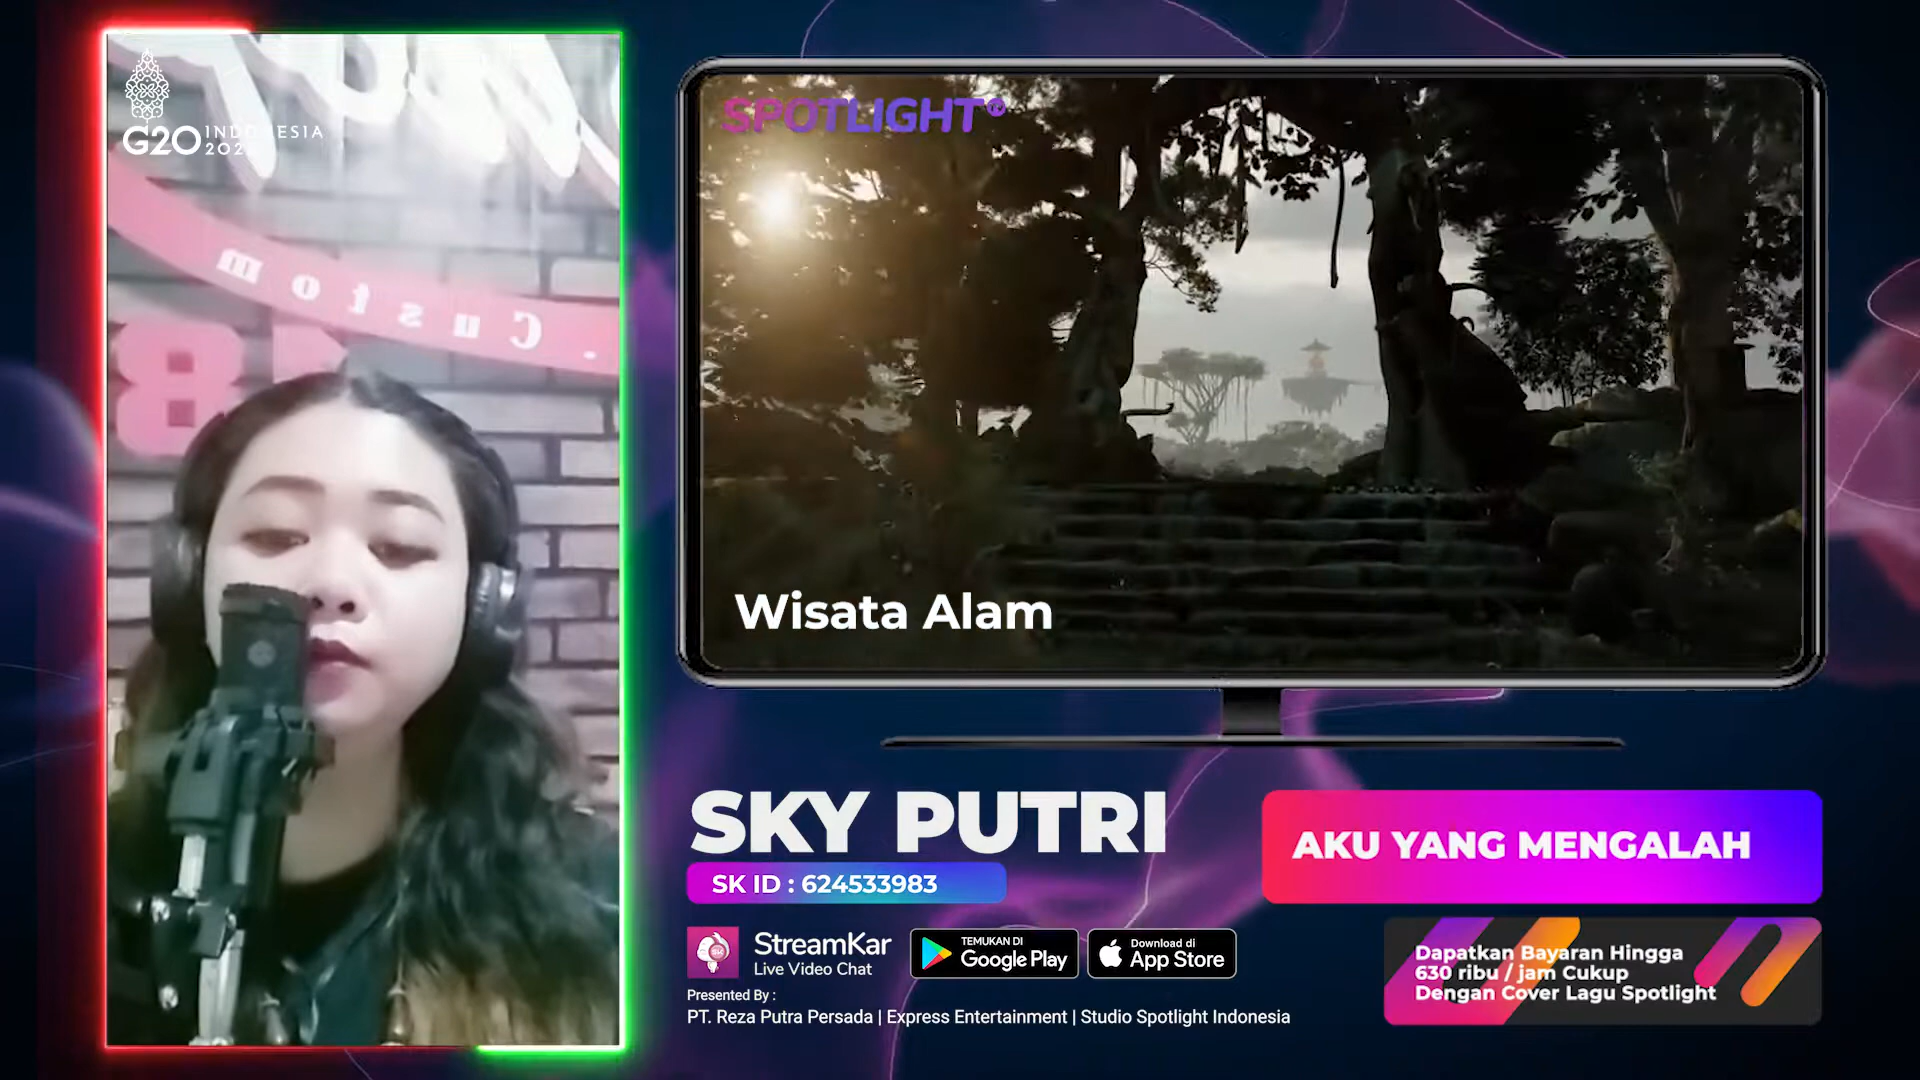 G20 INDONESIA
2022
. Custom
8
SPOTLIGHT
Wisata Alam
SKY PUTRI
SK ID : 624533983
AKU YANG MENGALAH
StreamKar
Live Video Chat
TEMUKAN DI
Google Play
Download di
App Store
Dapatkan Bayaran Hingga
630 ribu / jam Cukup
Dengan Cover Lagu Spotlight
Presented By :
PT. Reza Putra Persada | Express Entertainment | Studio Spotlight Indonesia